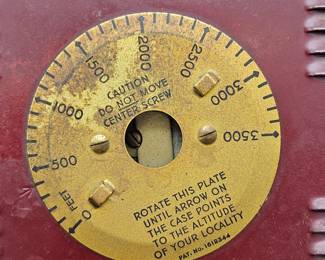 FEET
0
500
1000
1500
2000
2500
3000
3500
CAUTION
DO NOT MOVE
CENTER SCREW
ROTATE THIS PLATE
UNTIL ARROW ON
THE CASE POINTS
TO THE ALTITUDE
OF YOUR LOCALITY
PAT. NO. 1612344